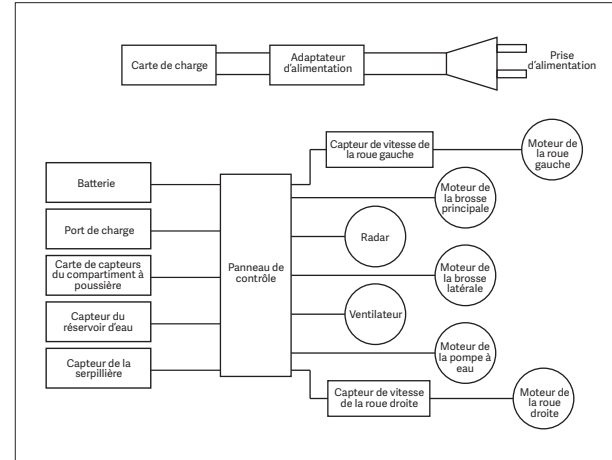 Carte de charge
Adaptateur
d'alimentation
Prise
d'alimentation
Capteur de vitesse de
la roue gauche
Moteur de
la roue
gauche
Batterie
Moteur de
la brosse
principale
Port de charge
Radar
Carte de capteurs
du compartiment à
poussière
Panneau de
contrôle
Moteur de
la brosse
latérale
Capteur du
réservoir d'eau
Ventilateur
Capteur de la
serpillière
Moteur de
la pompe à
eau
Capteur de vitesse
de la roue droite
Moteur de
la roue
droite